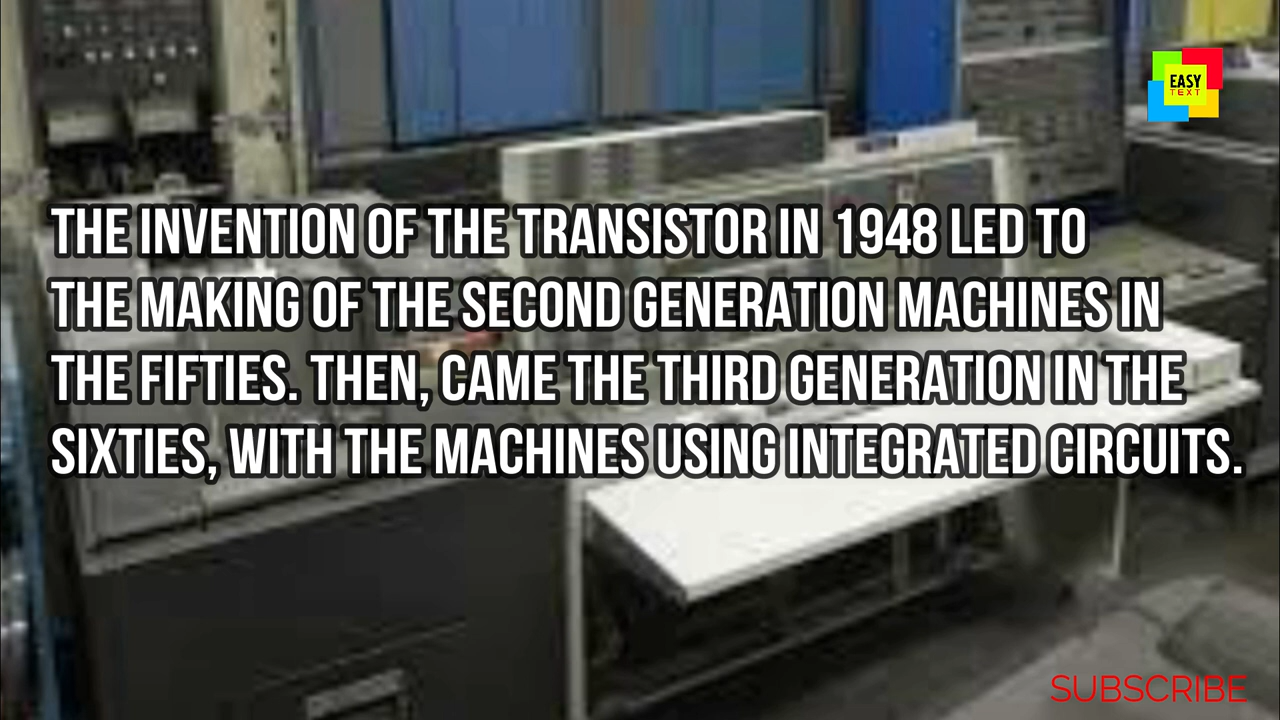 EASY
TEXT
THE INVENTION OF THE TRANSISTOR IN 1948 LED TO
THE MAKING OF THE SECOND GENERATION MACHINES IN
THE FIFTIES. THEN, CAME THE THIRD GENERATION IN THE
SIXTIES, WITH THE MACHINES USING INTEGRATED CIRCUITS.
SUBSCRIBE